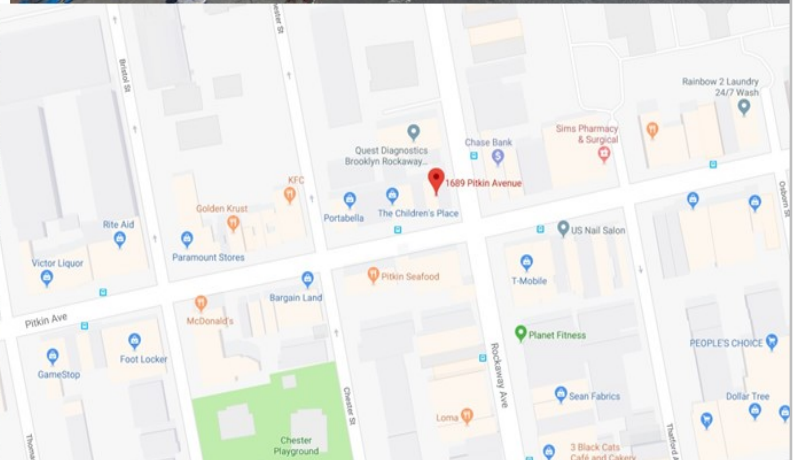 Bristol St
ester St
Rainbow 2 Laundry
24/7 Wash
Sims Pharmacy
& Surgical
Chase Bank
Quest Diagnostics
Brooklyn Rockaway...
1689 Pitkin Avenue
KFC
Portabella
The Children's Place
Golden Krust
Osborn St
Rite Aid
Paramount Stores
US Nail Salon
Victor Liquor
T-Mobile
Pitkin Seafood
Bargain Land
McDonald's
Pitkin Ave
Planet Fitness
PEOPLE'S CHOICE
Foot Locker
GameStop
Rockaway Ave
Sean Fabrics
Dollar Tree
Chester St
Loma
Thatford A
Thoma
Chester
Playground
3 Black Cats
Café and Cakery